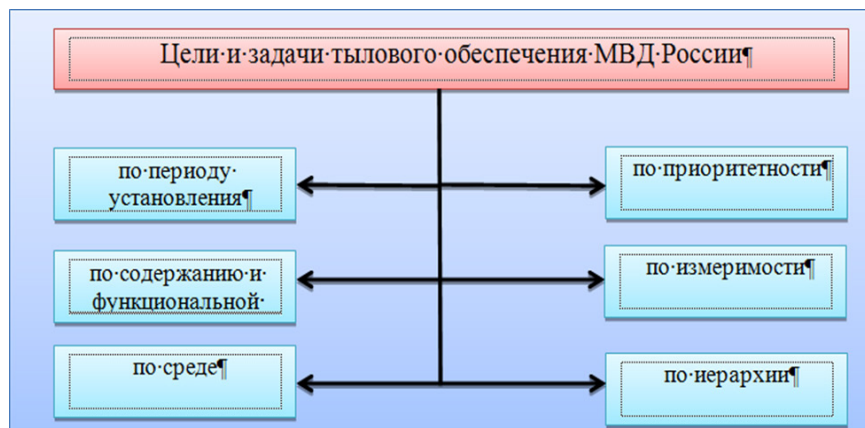 Цели·и·задачи·тылового·обеспечения·МВД·России¶
по·периоду·
установления¶
по·приоритетности¶
по·содержанию·и·
функциональной·
по·измеримости¶
по·среде¶
по·иерархии¶